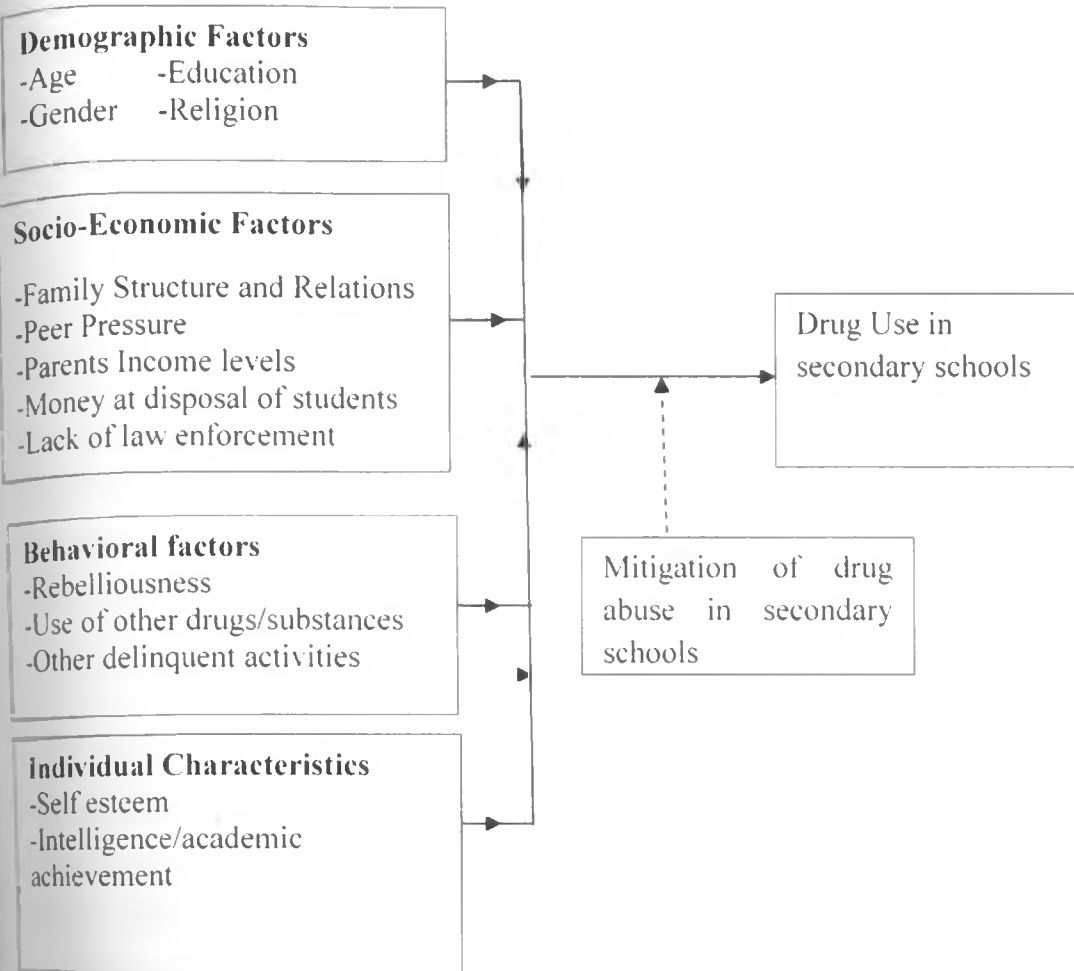 Demographic Factors
-Age -Education
-Gender -Religion
Socio-Economic Factors
-Family Structure and Relations
-Peer Pressure
-Parents Income levels
-Money at disposal of students
-Lack of law enforcement
Behavioral factors
-Rebelliousness
-Use of other drugs/substances
-Other delinquent activities
Individual Characteristics
-Self esteem
-Intelligence/academic
achievement
Drug Use in
secondary schools
Mitigation of drug
abuse in secondary
schools